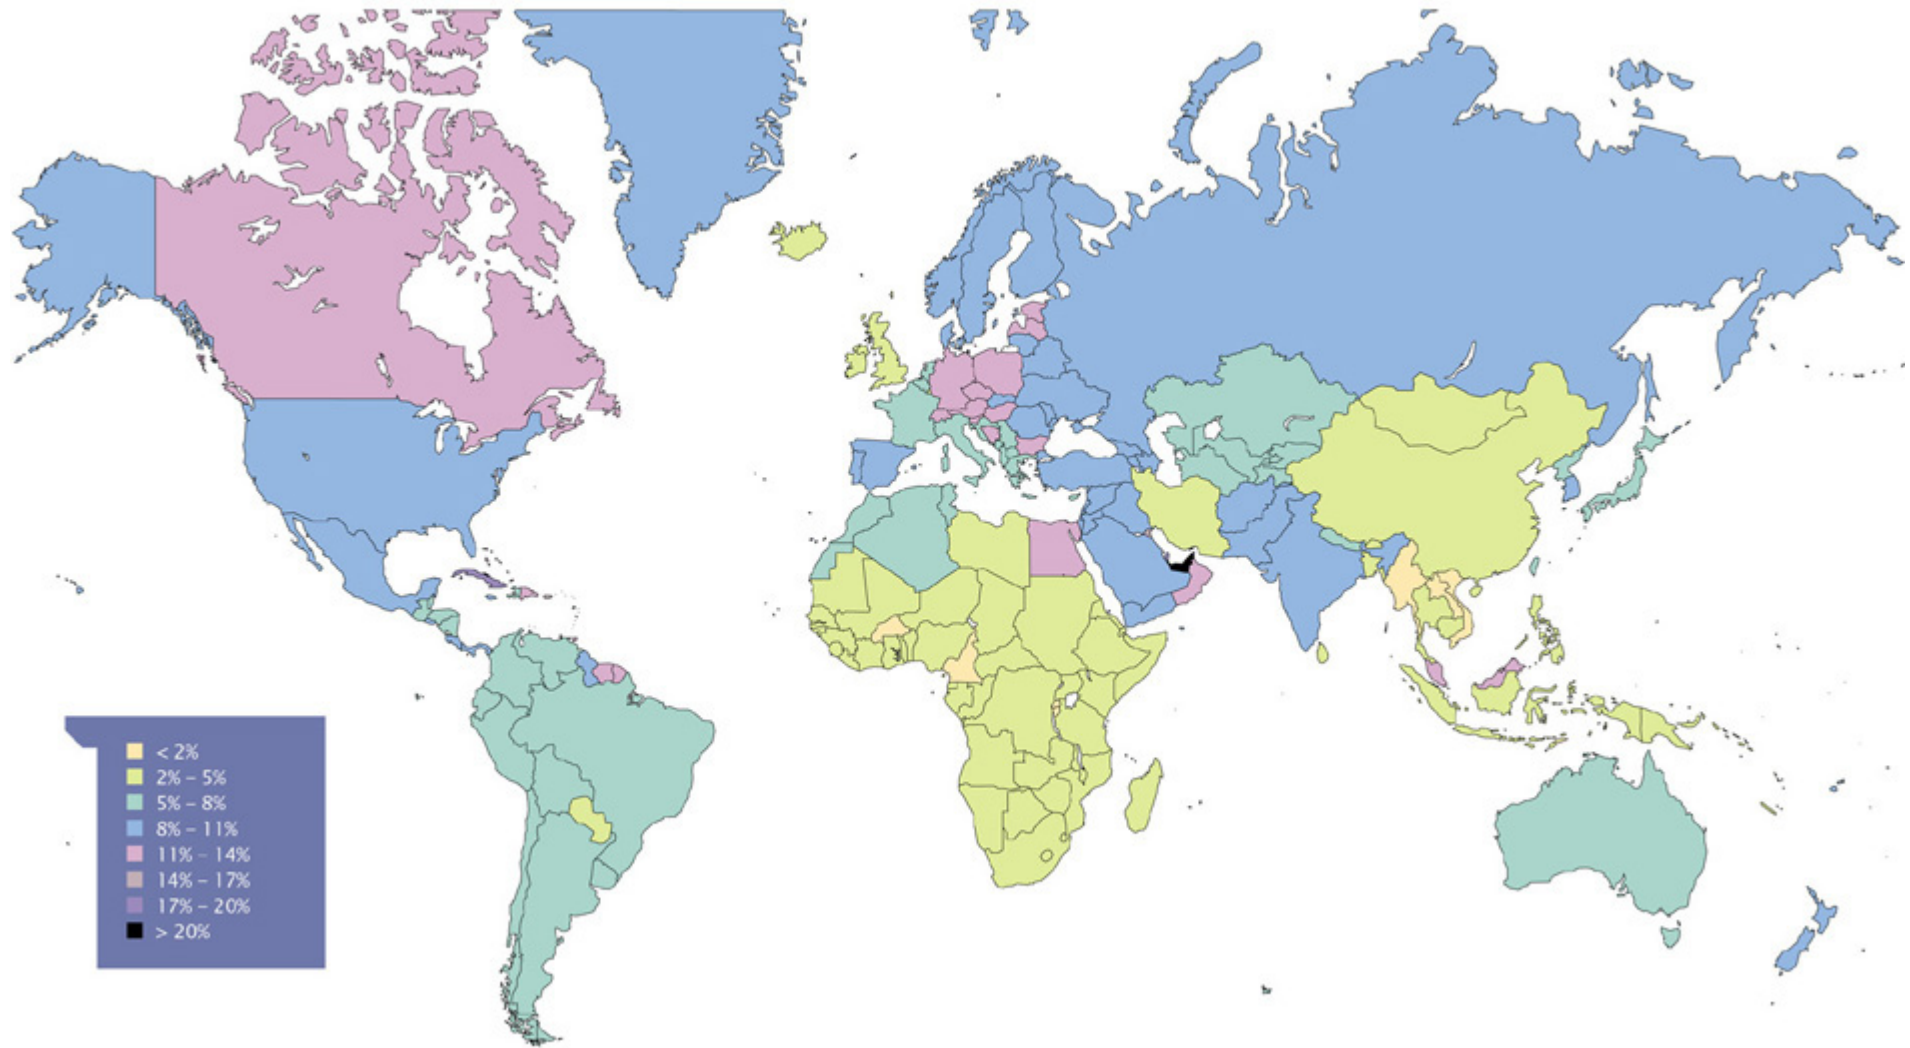 < 2%
2% – 5%
5% – 8%
8% – 11%
11% – 14%
14% – 17%
17% – 20%
> 20%